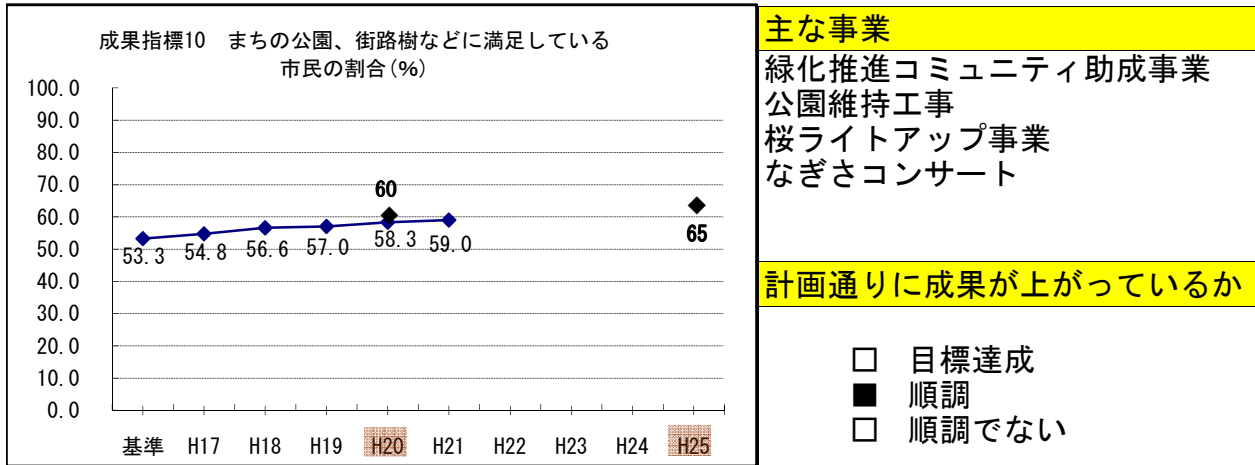 成果指標10 まちの公園、街路樹などに満足している
市民の割合(%)
100.0
90.0
80.0
70.0
60.0
50.0
40.0
30.0
20.0
10.0
0.0
60
65
53.3 54.8 56.6 57.0 58.3 59.0
基準 H17 H18 H19 H20 H21 H22 H23 H24 H25
主な事業
緑化推進コミュニティ助成事業
公園維持工事
桜ライトアップ事業
なぎさコンサート
計画通りに成果が上がっているか
□ 目標達成
■ 順調
□ 順調でない